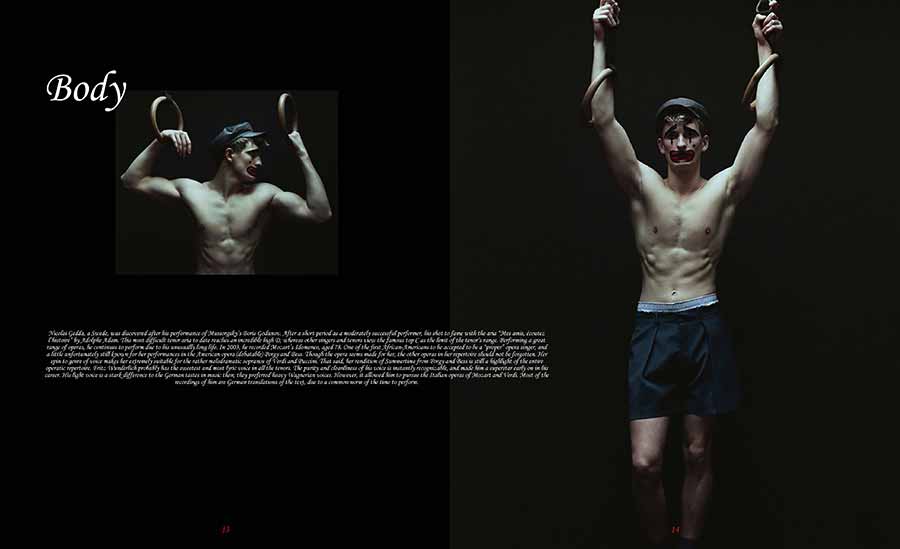 Body
Nicolai Gedda, a Swede, was discovered after his performance of Mussorgsky's Boris Godunov. After a short period as a moderately successful performer, his shot to fame with the aria "Mes amis, écoutez
l'histoire" by Adolphe Adam. This most difficult tenor aria to date reaches an incredible high D, whereas other singers and tenors view the famous top C as the limit of the tenor's range. Performing a great
range of operas, he continues to perform due to his unusually long life. In 2003, he recorded Mozart's Idomeneo, aged 78. One of the first African-Americans to be accepted to be a "proper" opera singer, and
a little unfortunately still known for her performances in the American opera (debatable) Porgy and Bess. Though the opera seems made for her, the other operas in her repertoire should not be forgotten. Her
spin to genre of voice makes her extremely suitable for the rather melodramatic sopranos of Verdi and Puccini. That said, her rendition of Summertime from Porgy and Bess is still a highlight of the entire
operatic repertoire. Fritz Wunderlich probably has the sweetest and most lyric voice in all the tenors. The purity and cleanliness of his voice is instantly recognizable, and made him a superstar early on in his
career. His light voice is a stark difference to the German tastes in music then; they preferred heavy Wagnerian voices. However, it allowed him to pursue the Italian operas of Mozart and Verdi. Most of the
recordings of him are German translations of the text, due to a common norm of the time to perform.
13
14